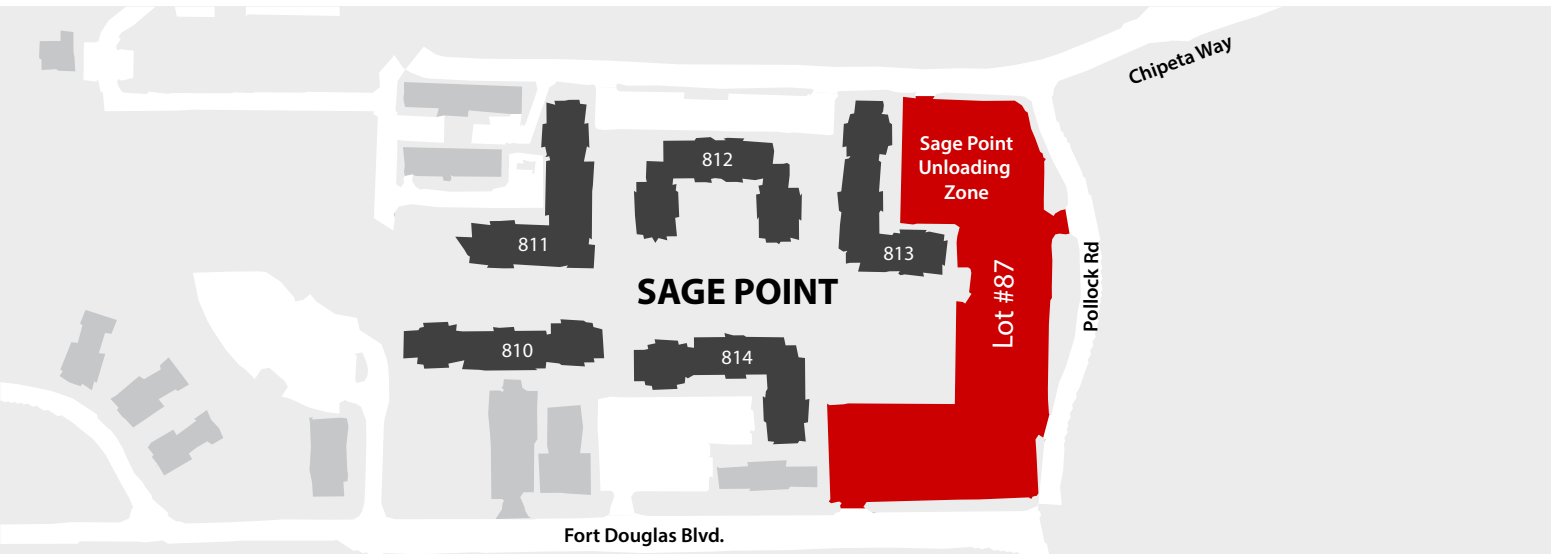 Chipeta Way
Sage Point
Unloading
Zone
812
811
813
Pollock Rd
SAGE POINT
Lot #87
810
814
Fort Douglas Blvd.